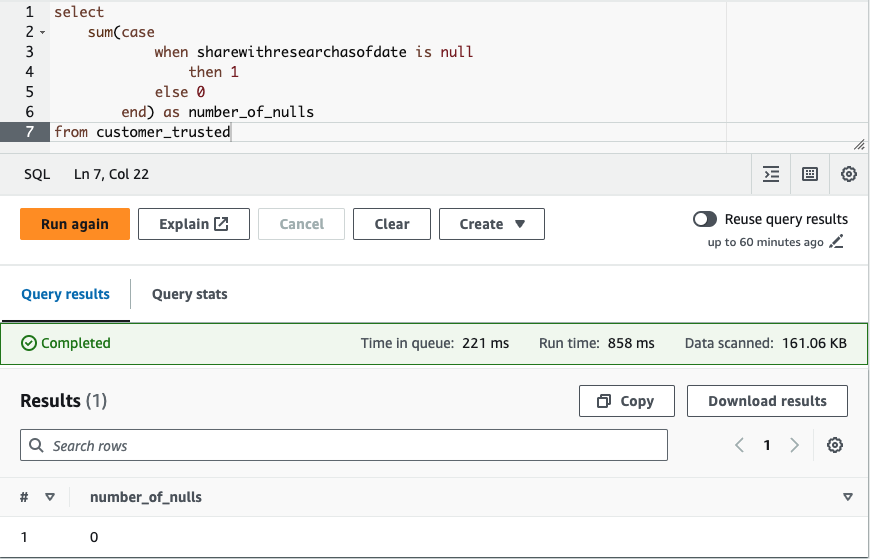 1 select
2 sum(case
3 when sharewithresearchasofdate is null
4 then 1
5 else 0
6 end) as number_of_nulls
7 from customer_trusted
SQL Ln 7, Col 22
Run again Explain Cancel Clear Create Reuse query results
up to 60 minutes ago
Query results Query stats
Completed Time in queue: 221 ms Run time: 858 ms Data scanned: 161.06 KB
Results (1) Copy Download results
Search rows 1
# number_of_nulls
1 0